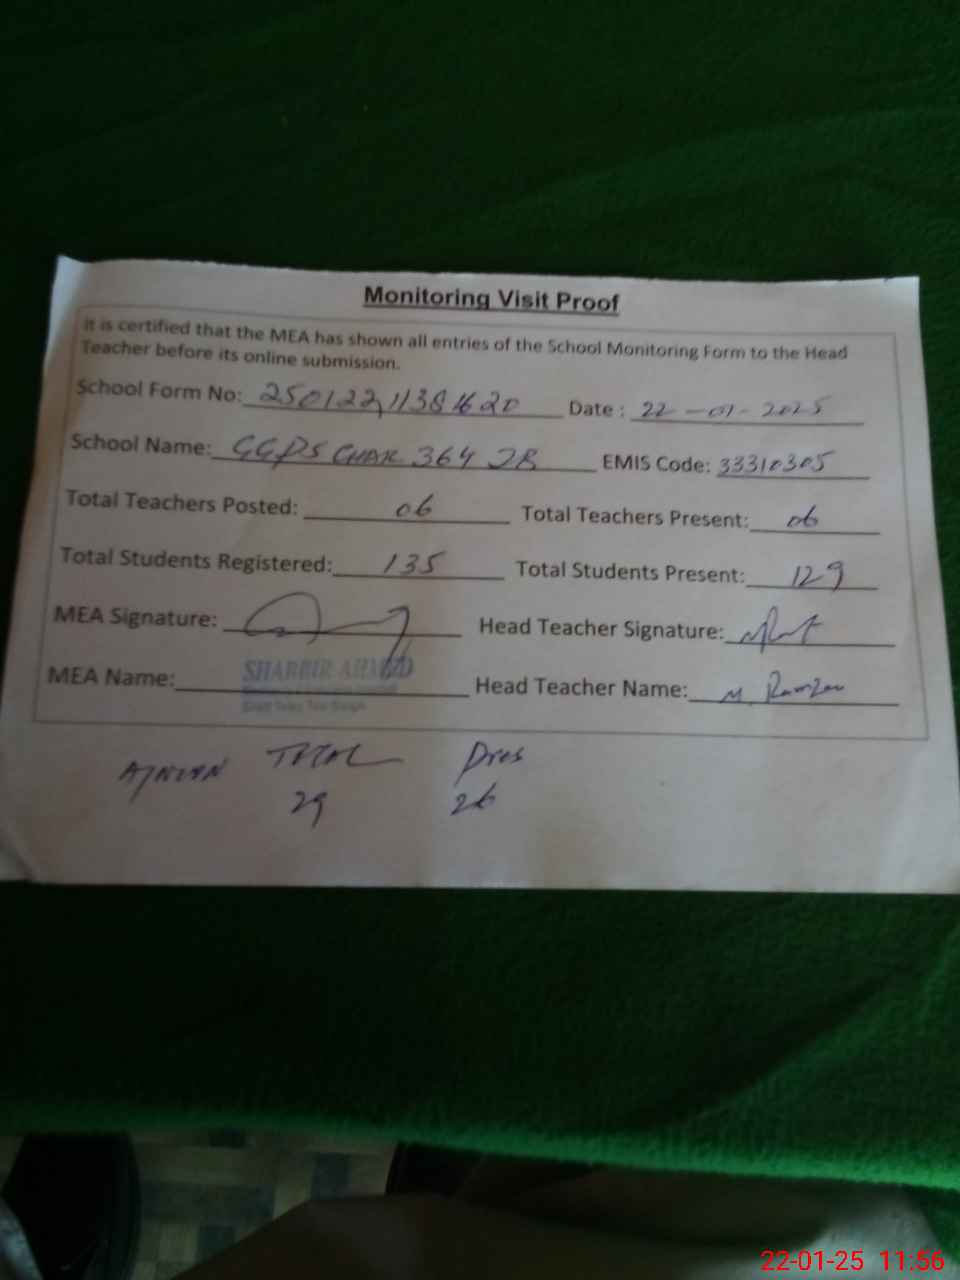 Monitoring Visit Proof
It is certified that the MEA has shown all entries of the School Monitoring Form to the Head
Teacher before its online submission.
School Form No: 25012211381620 Date : 22-01-2025
School Name: GGPS CHAK 364 JB EMIS Code: 33310305
Total Teachers Posted: 06 Total Teachers Present: 06
Total Students Registered: 135 Total Students Present: 129
MEA Signature: Head Teacher Signature:
SHABBIR AHMAD
MEA Name: Head Teacher Name: M. Ramzan
TOTAL Pres
29 26
22-01-25 11:56